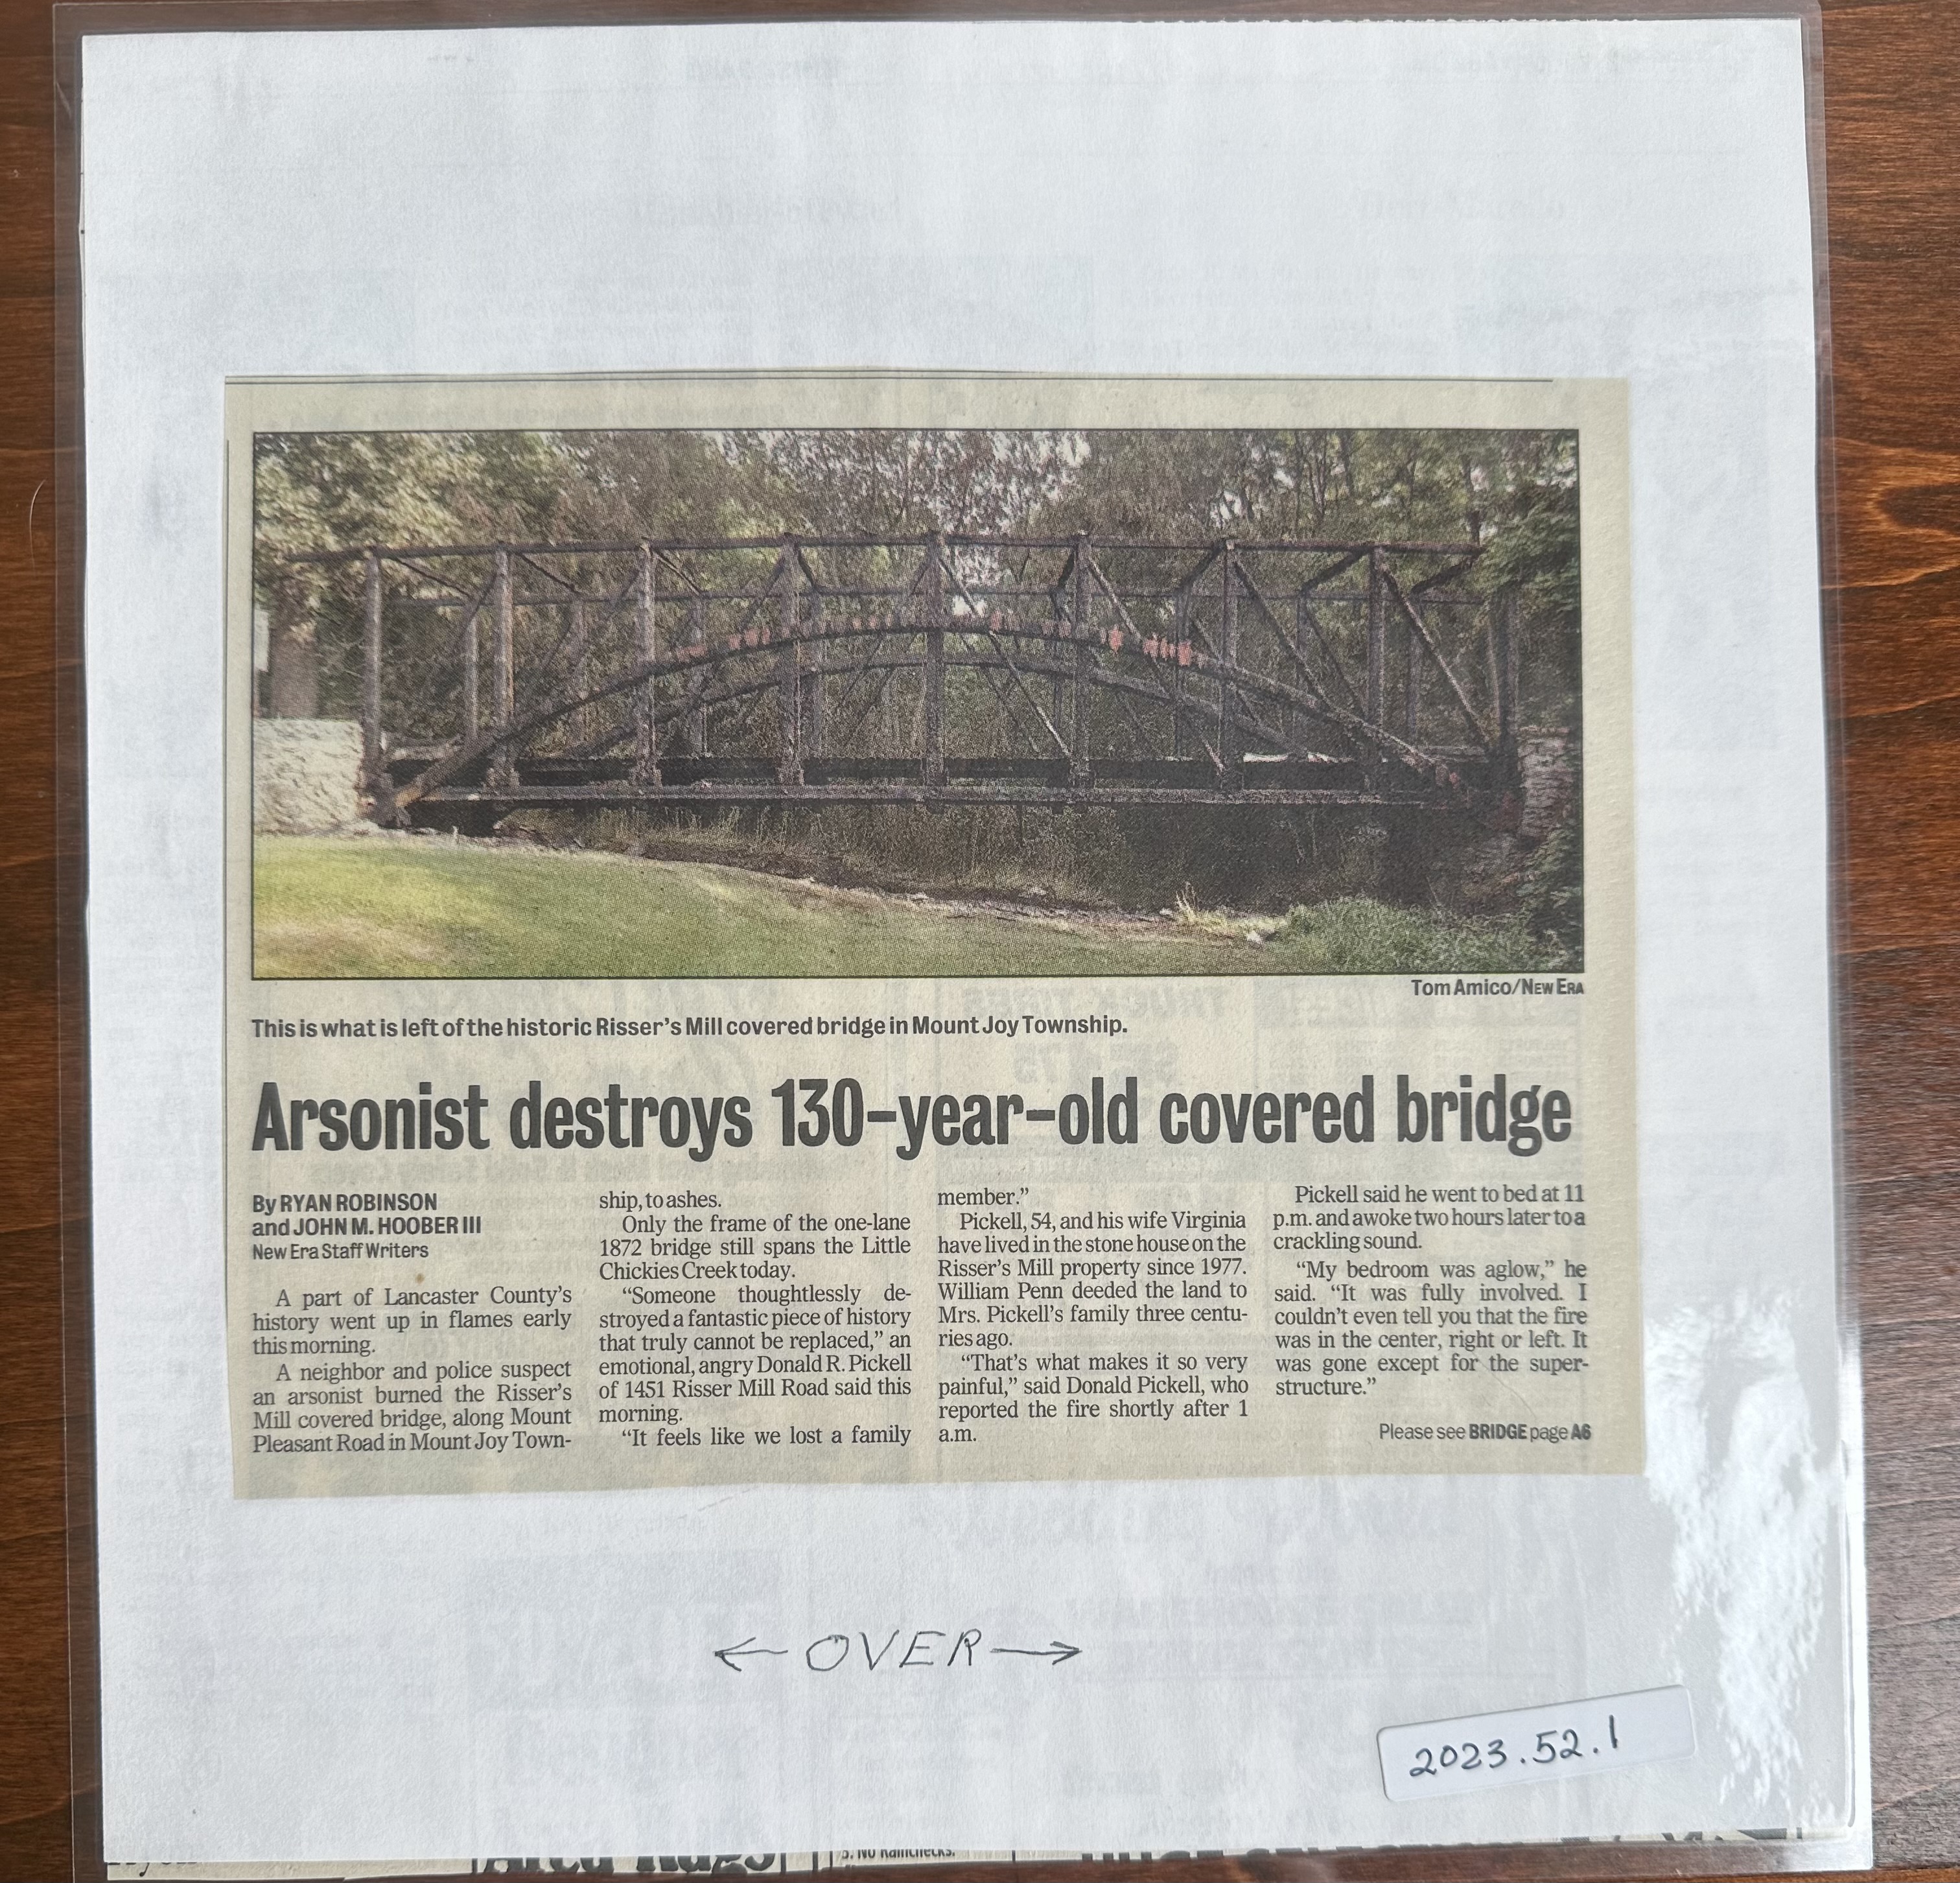 Tom Amico/NEW ERA
This is what is left of the historic Risser's Mill covered bridge in Mount Joy Township.
Arsonist destroys 130-year-old covered bridge
By RYAN ROBINSON
and JOHN M. HOOBER III
New Era Staff Writers
A part of Lancaster County's
history went up in flames early
this morning.
A neighbor and police suspect
an arsonist burned the Risser's
Mill covered bridge, along Mount
Pleasant Road in Mount Joy Town-
ship, to ashes.
Only the frame of the one-lane
1872 bridge still spans the Little
Chickies Creek today.
“Someone thoughtlessly de-
stroyed a fantastic piece of history
that truly cannot be replaced,” an
emotional, angry Donald R. Pickell
of 1451 Risser Mill Road said this
morning.
“It feels like we lost a family
member.”
Pickell, 54, and his wife Virginia
have lived in the stone house on the
Risser's Mill property since 1977.
William Penn deeded the land to
Mrs. Pickell's family three centu-
ries ago.
“That's what makes it so very
painful,” said Donald Pickell, who
reported the fire shortly after 1
a.m.
Pickell said he went to bed at 11
p.m. and awoke two hours later to a
crackling sound.
“My bedroom was aglow,” he
said. “It was fully involved. I
couldn't even tell you that the fire
was in the center, right or left. It
was gone except for the super-
structure.”
Please see BRIDGE page A6
← OVER →
2023.52.1
Area Rugs
5. No Rainchecks.